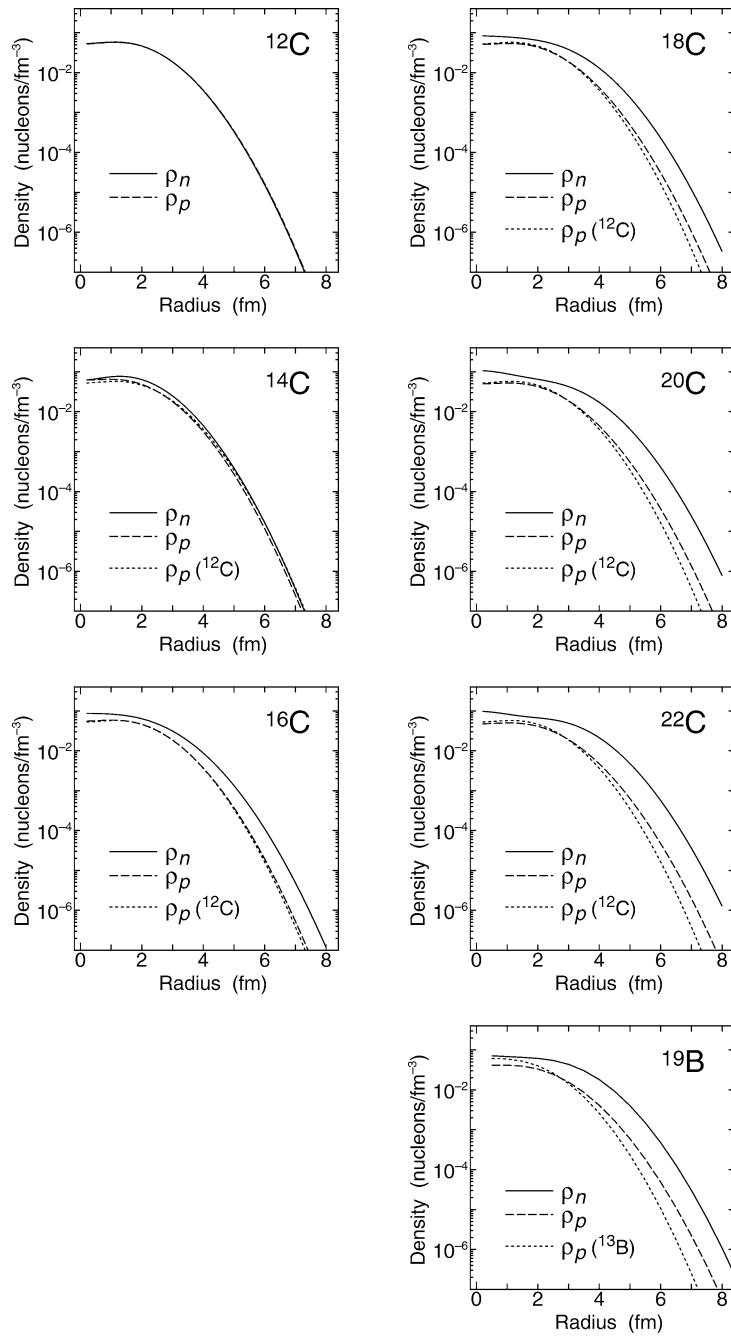 12C
Density (nucleons/fm–3)
10–2
10–4
10–6
ρn
ρp
0 2 4 6 8
Radius (fm)
18C
Density (nucleons/fm–3)
10–2
10–4
10–6
ρn
ρp
ρp (12C)
0 2 4 6 8
Radius (fm)
14C
Density (nucleons/fm–3)
10–2
10–4
10–6
ρn
ρp
ρp (12C)
0 2 4 6 8
Radius (fm)
20C
Density (nucleons/fm–3)
10–2
10–4
10–6
ρn
ρp
ρp (12C)
0 2 4 6 8
Radius (fm)
16C
Density (nucleons/fm–3)
10–2
10–4
10–6
ρn
ρp
ρp (12C)
0 2 4 6 8
Radius (fm)
22C
Density (nucleons/fm–3)
10–2
10–4
10–6
ρn
ρp
ρp (12C)
0 2 4 6 8
Radius (fm)
19B
Density (nucleons/fm–3)
10–2
10–4
10–6
ρn
ρp
ρp (13B)
0 2 4 6 8
Radius (fm)